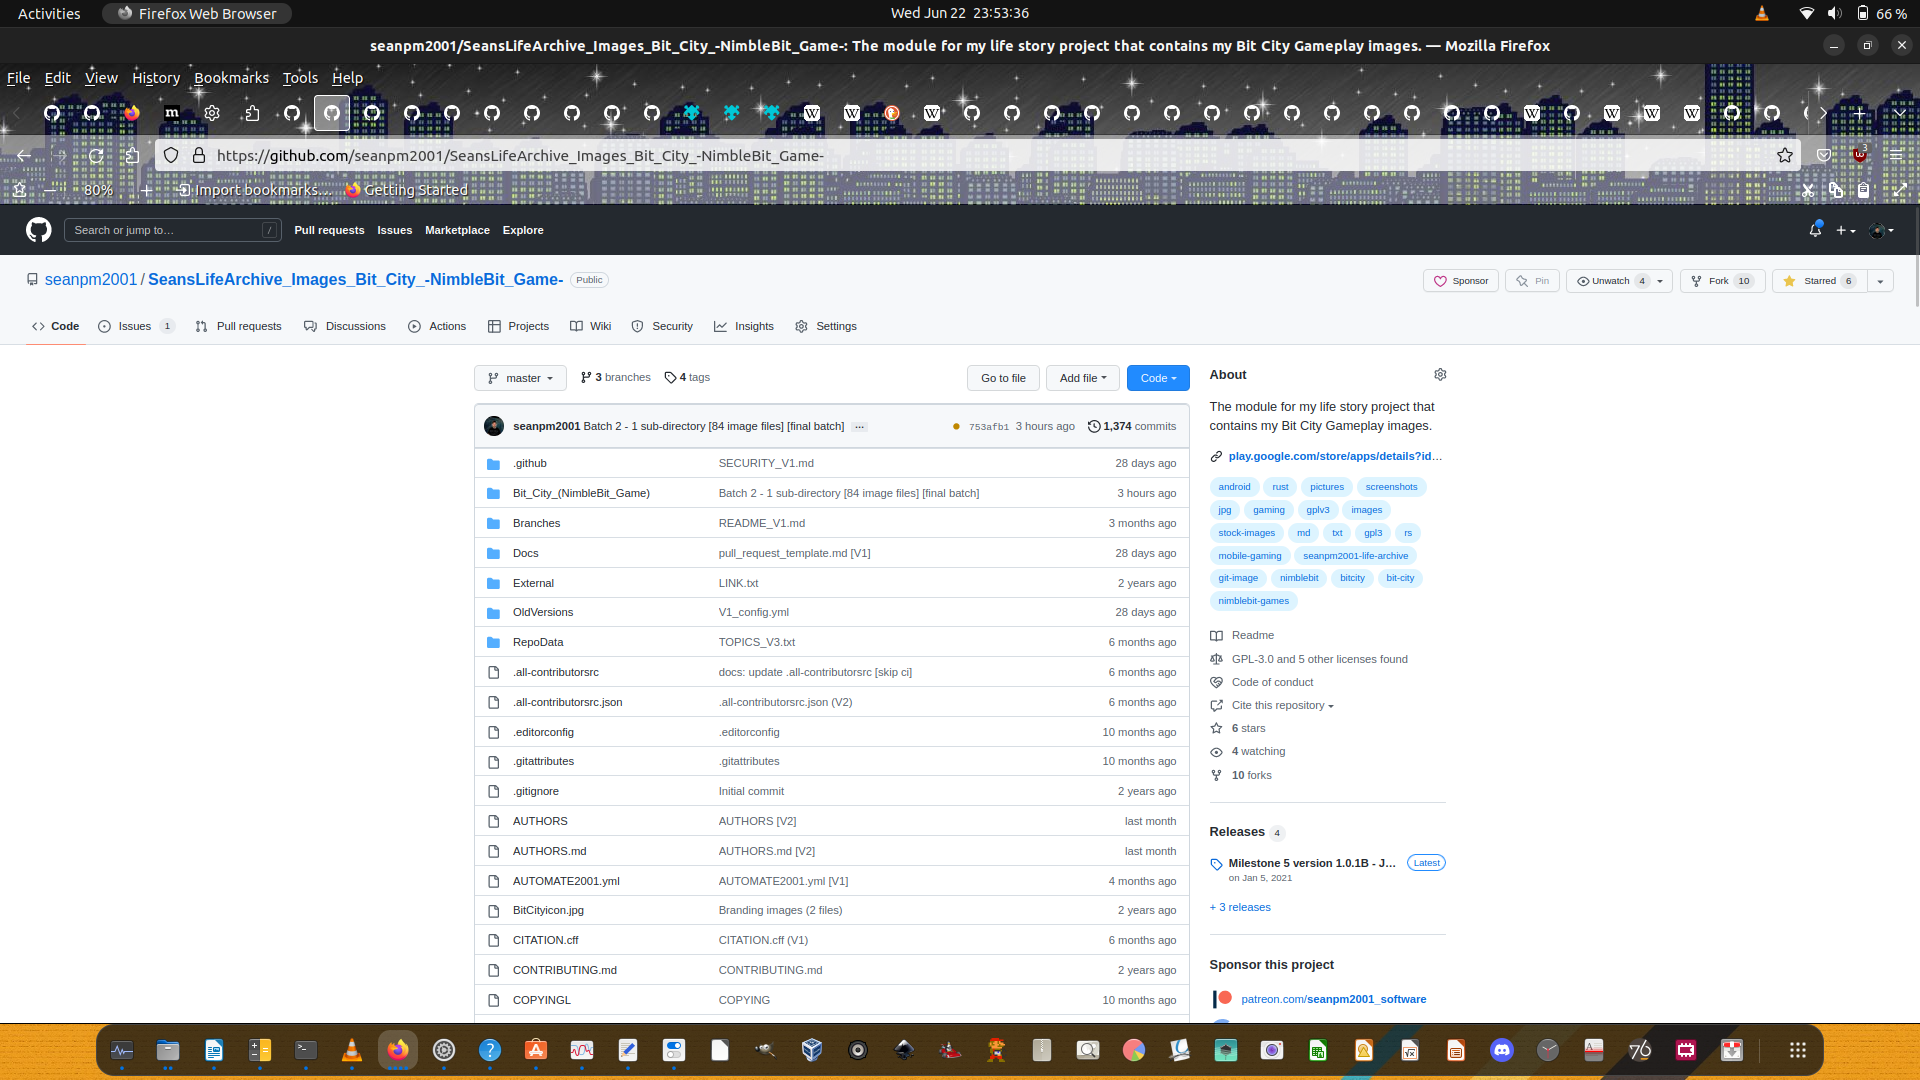 Activities Firefox Web Browser Wed Jun 22 23:53:36 66 %
seanpm2001/SeansLifeArchive_Images_Bit_City_-NimbleBit_Game-: The module for my life story project that contains my Bit City Gameplay images. — Mozilla Firefox
File Edit View History Bookmarks Tools Help
https://github.com/seanpm2001/SeansLifeArchive_Images_Bit_City_-NimbleBit_Game- 3
80% Import bookmarks... Getting Started
Search or jump to... / Pull requests Issues Marketplace Explore
seanpm2001 / SeansLifeArchive_Images_Bit_City_-NimbleBit_Game- Public Sponsor Pin Unwatch 4 Fork 10 Starred 6
Code Issues 1 Pull requests Discussions Actions Projects Wiki Security Insights Settings
master 3 branches 4 tags Go to file Add file Code
seanpm2001 Batch 2 - 1 sub-directory [84 image files] [final batch] ... 753afb1 3 hours ago 1,374 commits
.github SECURITY_V1.md 28 days ago
Bit_City_(NimbleBit_Game) Batch 2 - 1 sub-directory [84 image files] [final batch] 3 hours ago
Branches README_V1.md 3 months ago
Docs pull_request_template.md [V1] 28 days ago
External LINK.txt 2 years ago
OldVersions V1_config.yml 28 days ago
RepoData TOPICS_V3.txt 6 months ago
.all-contributorsrc docs: update .all-contributorsrc [skip ci] 6 months ago
.all-contributorsrc.json .all-contributorsrc.json (V2) 6 months ago
.editorconfig .editorconfig 10 months ago
.gitattributes .gitattributes 10 months ago
.gitignore Initial commit 2 years ago
AUTHORS AUTHORS [V2] last month
AUTHORS.md AUTHORS.md [V2] last month
AUTOMATE2001.yml AUTOMATE2001.yml [V1] 4 months ago
BitCityicon.jpg Branding images (2 files) 2 years ago
CITATION.cff CITATION.cff (V1) 6 months ago
CONTRIBUTING.md CONTRIBUTING.md 2 years ago
COPYINGL COPYING 10 months ago
About
The module for my life story project that
contains my Bit City Gameplay images.
play.google.com/store/apps/details?id...
android rust pictures screenshots
jpg gaming gplv3 images
stock-images md txt gpl3 rs
mobile-gaming seanpm2001-life-archive
git-image nimblebit bitcity bit-city
nimblebit-games
Readme
GPL-3.0 and 5 other licenses found
Code of conduct
Cite this repository
6 stars
4 watching
10 forks
Releases 4
Milestone 5 version 1.0.1B - J... Latest
on Jan 5, 2021
+ 3 releases
Sponsor this project
patreon.com/seanpm2001_software